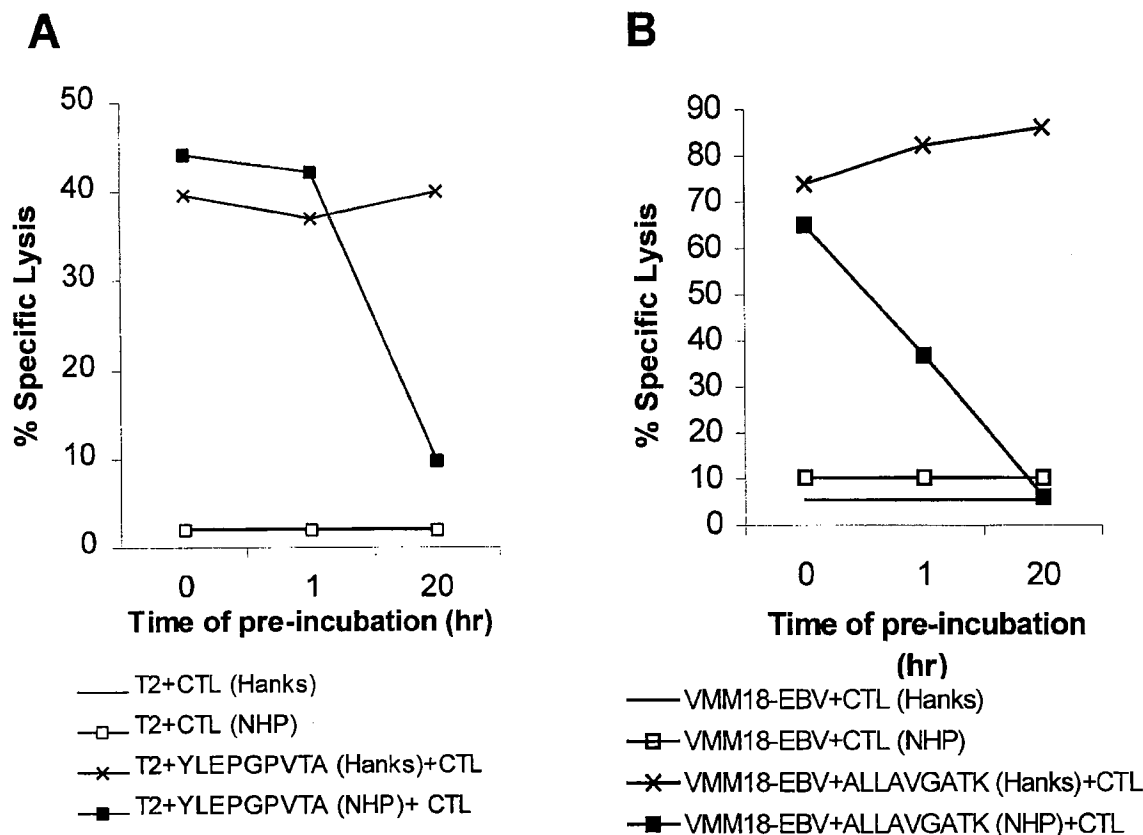 A
% Specific Lysis
50
40
30
20
10
0
0 1 20
Time of pre-incubation (hr)
T2+CTL (Hanks)
T2+CTL (NHP)
T2+YLEPGPVTA (Hanks)+CTL
T2+YLEPGPVTA (NHP)+ CTL
B
% Specific Lysis
90
80
70
60
50
40
30
20
10
0
0 1 20
Time of pre-incubation
(hr)
VMM18-EBV+CTL (Hanks)
VMM18-EBV+CTL (NHP)
VMM18-EBV+ALLAVGATK (Hanks)+CTL
VMM18-EBV+ALLAVGATK (NHP)+CTL